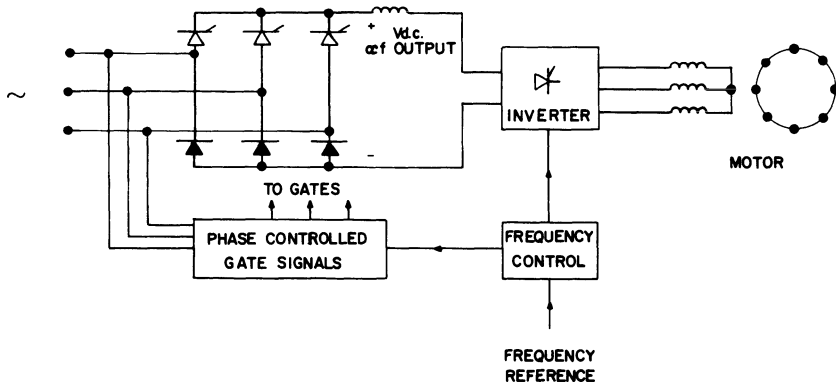 +
Vd.c.
∝f OUTPUT
~
INVERTER
–
MOTOR
TO GATES
PHASE CONTROLLED
GATE SIGNALS
FREQUENCY
CONTROL
FREQUENCY
REFERENCE